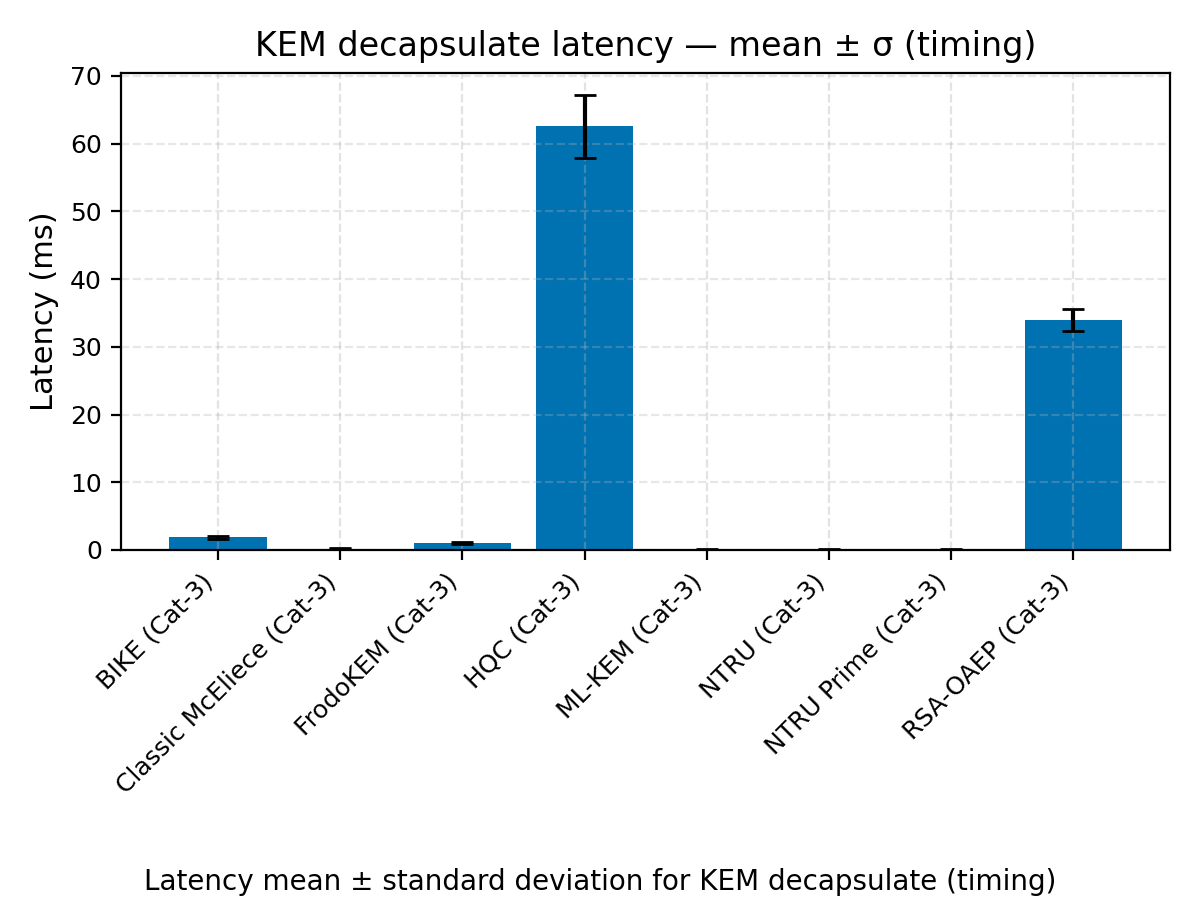 KEM decapsulate latency — mean ± σ (timing)
Latency (ms)
70
60
50
40
30
20
10
0
BIKE (Cat-3)
Classic McEliece (Cat-3)
FrodoKEM (Cat-3)
HQC (Cat-3)
ML-KEM (Cat-3)
NTRU (Cat-3)
NTRU Prime (Cat-3)
RSA-OAEP (Cat-3)
Latency mean ± standard deviation for KEM decapsulate (timing)